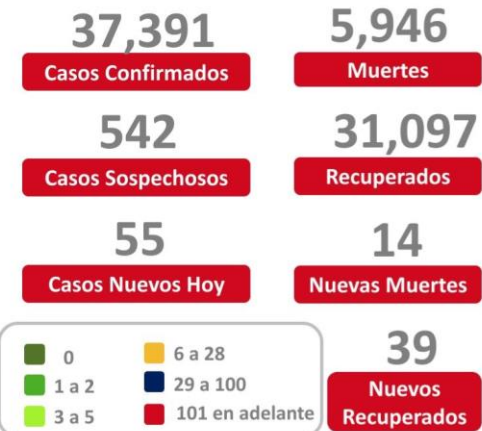 37,391
Casos Confirmados
5,946
Muertes
542
Casos Sospechosos
31,097
Recuperados
55
Casos Nuevos Hoy
14
Nuevas Muertes
0
1 a 2
3 a 5
6 a 28
29 a 100
101 en adelante
39
Nuevos
Recuperados